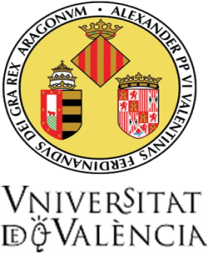 ALEXANDER PP VI VALENTINVS FERDINANDVS DEI GRA REX ARAGONVM
VNIVERSITAT
DE VALÈNCIA